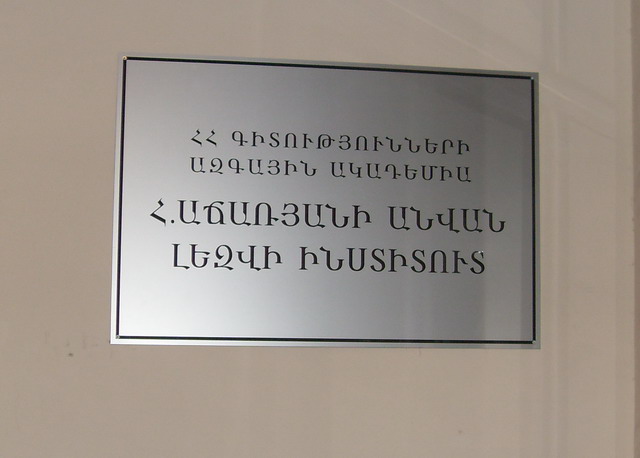 ՀՀ ԳԻՏՈՒԹՅՈՒՆՆԵՐԻ
ԱԶԳԱՅԻՆ ԱԿԱԴԵՄԻԱ
Հ.ԱՃԱՌՅԱՆԻ ԱՆՎԱՆ
ԼԵԶՎԻ ԻՆՍՏԻՏՈՒՏ